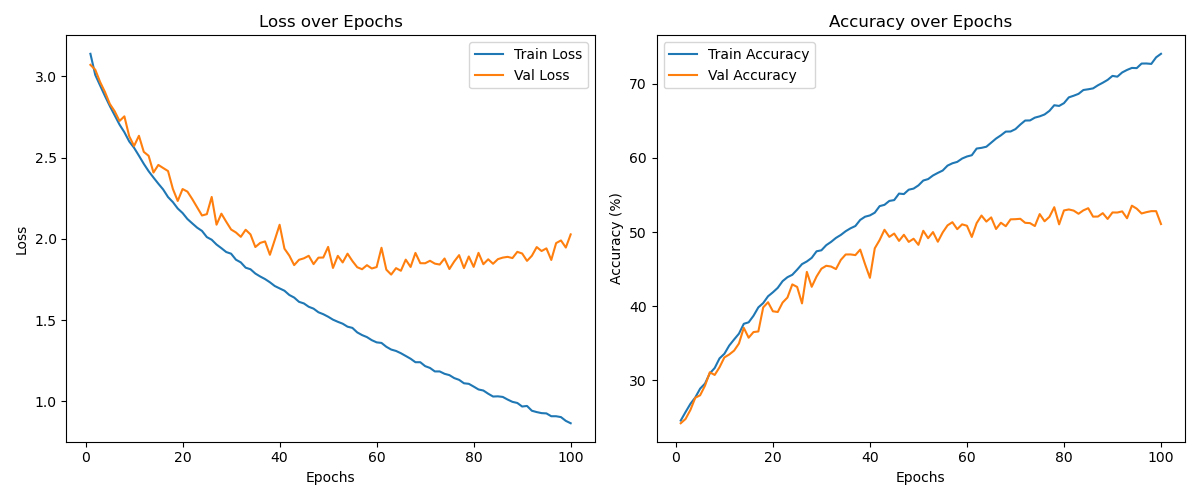 Loss over Epochs
Train Loss
Val Loss
3.0
2.5
2.0
1.5
1.0
Loss
0 20 40 60 80 100
Epochs
Accuracy over Epochs
Train Accuracy
Val Accuracy
70
60
50
40
30
Accuracy (%)
0 20 40 60 80 100
Epochs